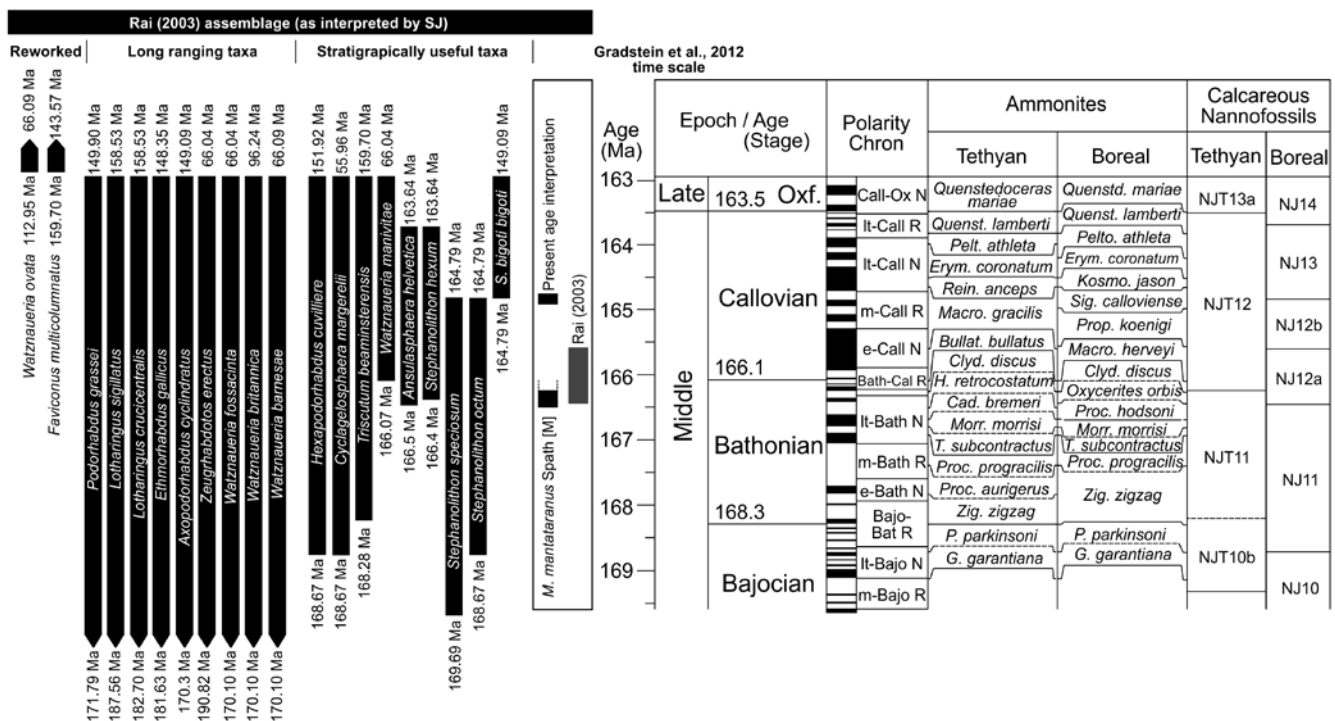 Rai (2003) assemblage (as interpreted by SJ)
Reworked
Long ranging taxa
Stratigrapically useful taxa
Watznaueria ovata 112.95 Ma
66.09 Ma
Faviconus multicolumnatus 159.70 Ma
143.57 Ma
149.90 Ma
Podorhabdus grassei
171.79 Ma
158.53 Ma
Lotharingus sigillatus
187.56 Ma
158.53 Ma
Lotharingus crucicentralis
182.70 Ma
148.35 Ma
Ethmorhabdus gallicus
181.63 Ma
149.09 Ma
Axopodorhabdus cylindratus
170.3 Ma
66.04 Ma
Zeugrhabdotos erectus
190.82 Ma
66.04 Ma
Watznaueria fossacinta
170.10 Ma
96.24 Ma
Watznaueria britannica
170.10 Ma
66.09 Ma
Watznaueria barnesae
170.10 Ma
151.92 Ma
Hexapodorhabdus cuvilliere
168.67 Ma
55.96 Ma
Cyclagelosphaera margerelii
168.67 Ma
159.70 Ma
Triscutum beaminsterensis
168.28 Ma
66.04 Ma
Watznaueria manivitae
166.07 Ma
163.64 Ma
Ansulasphaera helvetica
166.5 Ma
163.64 Ma
Stephanolithon hexum
166.4 Ma
164.79 Ma
Stephanolithon speciosum
169.69 Ma
164.79 Ma
Stephanolithon octum
168.67 Ma
149.09 Ma
S. bigoti bigoti
164.79 Ma
M. mantataranus Spath [M]
Present age interpretation
Rai (2003)
Gradstein et al., 2012
time scale
Age
(Ma)
163
164
165
166
167
168
169
Epoch / Age
(Stage)
Late
163.5 Oxf.
Middle
Callovian
166.1
Bathonian
168.3
Bajocian
Polarity
Chron
Call-Ox N
lt-Call R
lt-Call N
m-Call R
e-Call N
Bath-Cal R
lt-Bath N
m-Bath R
e-Bath N
Bajo-
Bat R
lt-Bajo N
m-Bajo R
Ammonites
Tethyan
Quenstedoceras
mariae
Quenst. lamberti
Pelt. athleta
Erym. coronatum
Rein. anceps
Macro. gracilis
Bullat. bullatus
Clyd. discus
H. retrocostatum
Cad. bremeri
Morr. morrisi
T. subcontractus
Proc. progracilis
Proc. aurigerus
Zig. zigzag
P. parkinsoni
G. garantiana
Boreal
Quenstd. mariae
Quenst. lamberti
Pelto. athleta
Erym. coronatum
Kosmo. jason
Sig. calloviense
Prop. koenigi
Macro. herveyi
Clyd. discus
Oxycerites orbis
Proc. hodsoni
Morr. morrisi
T. subcontractus
Proc. progracilis
Zig. zigzag
P. parkinsoni
G. garantiana
Calcareous
Nannofossils
Tethyan
NJT13a
NJT12
NJT11
NJT10b
Boreal
NJ14
NJ13
NJ12b
NJ12a
NJ11
NJ10